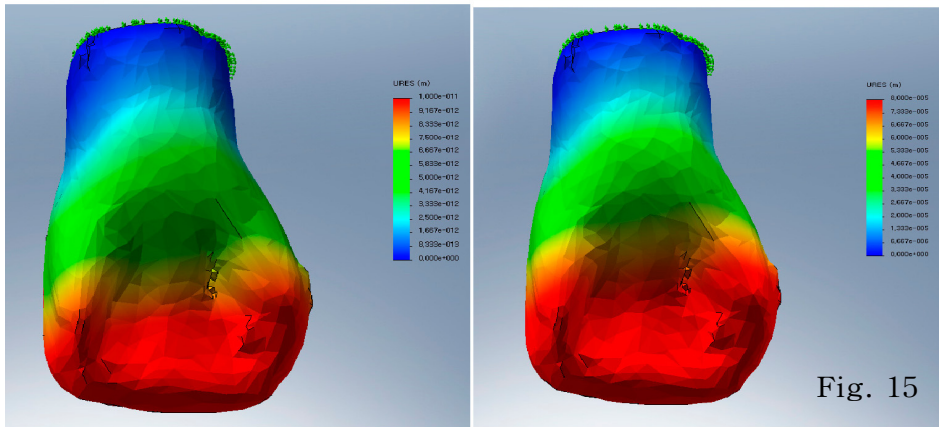 URES (m)
1,000e-011
9,167e-012
8,333e-012
7,500e-012
6,667e-012
5,833e-012
5,000e-012
4,167e-012
3,333e-012
2,500e-012
1,667e-012
8,333e-013
0,000e+000
URES (m)
8,000e-005
7,333e-005
6,667e-005
6,000e-005
5,333e-005
4,667e-005
4,000e-005
3,333e-005
2,667e-005
2,000e-005
1,333e-005
6,667e-006
0,000e+000
Fig. 15